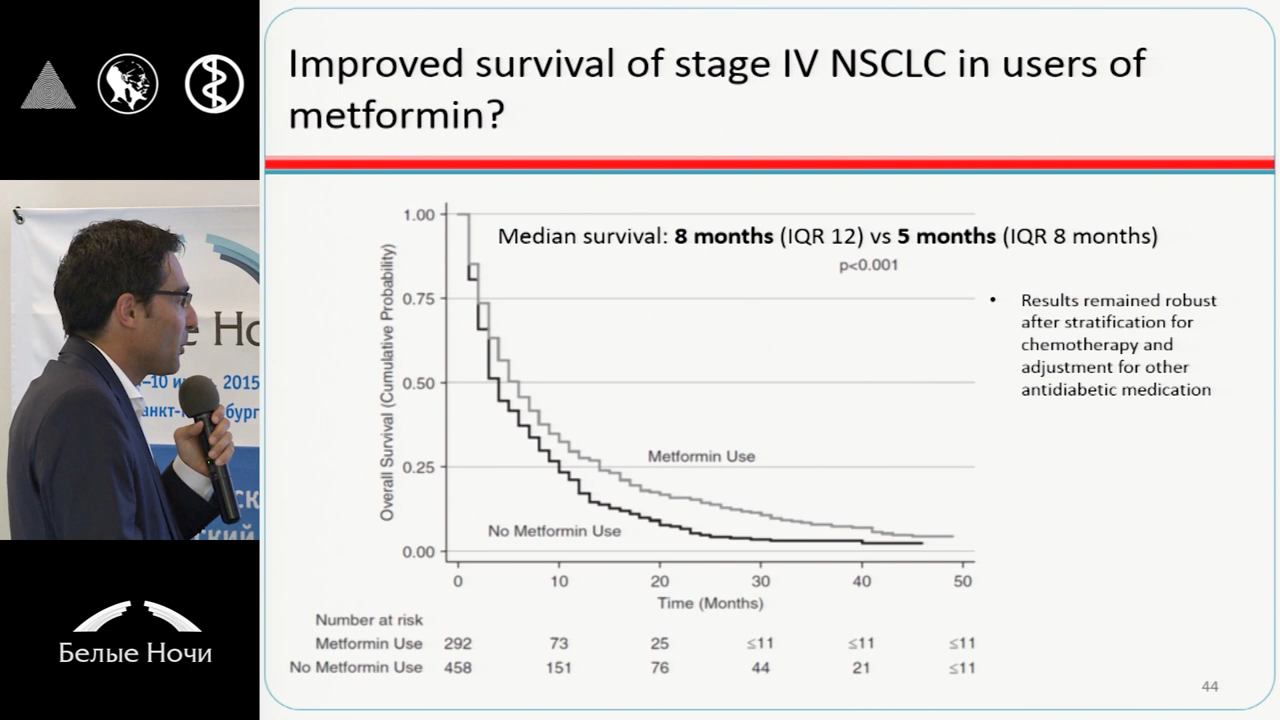 Improved survival of stage IV NSCLC in users of
metformin?
Median survival: 8 months (IQR 12) vs 5 months (IQR 8 months)
p<0.001
Overall Survival (Cumulative Probability)
1.00
0.75
0.50
0.25
0.00
Metformin Use
No Metformin Use
0 10 20 30 40 50
Time (Months)
Number at risk
Metformin Use 292 73 25 ≤11 ≤11 ≤11
No Metformin Use 458 151 76 44 21 ≤11
• Results remained robust
after stratification for
chemotherapy and
adjustment for other
antidiabetic medication
44
2015
Белые Ночи